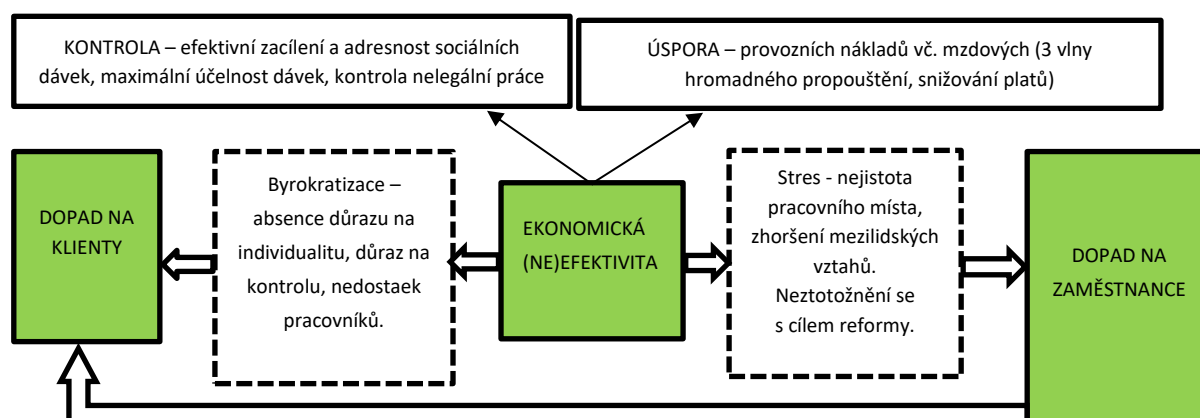 KONTROLA – efektivní zacílení a adresnost sociálních
dávek, maximální účelnost dávek, kontrola nelegální práce
ÚSPORA – provozních nákladů vč. mzdových (3 vlny
hromadného propouštění, snižování platů)
DOPAD NA
KLIENTY
Byrokratizace –
absence důrazu na
individualitu, důraz na
kontrolu, nedostaek
pracovníků.
EKONOMICKÁ
(NE)EFEKTIVITA
Stres - nejistota
pracovního místa,
zhoršení mezilidských
vztahů.
Neztotožnění se
s cílem reformy.
DOPAD NA
ZAMĚSTNANCE